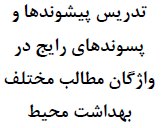 تدریس پیشوندها و
پسوندهای رایج در
واژگان مطالب مختلف
بهداشت محیط